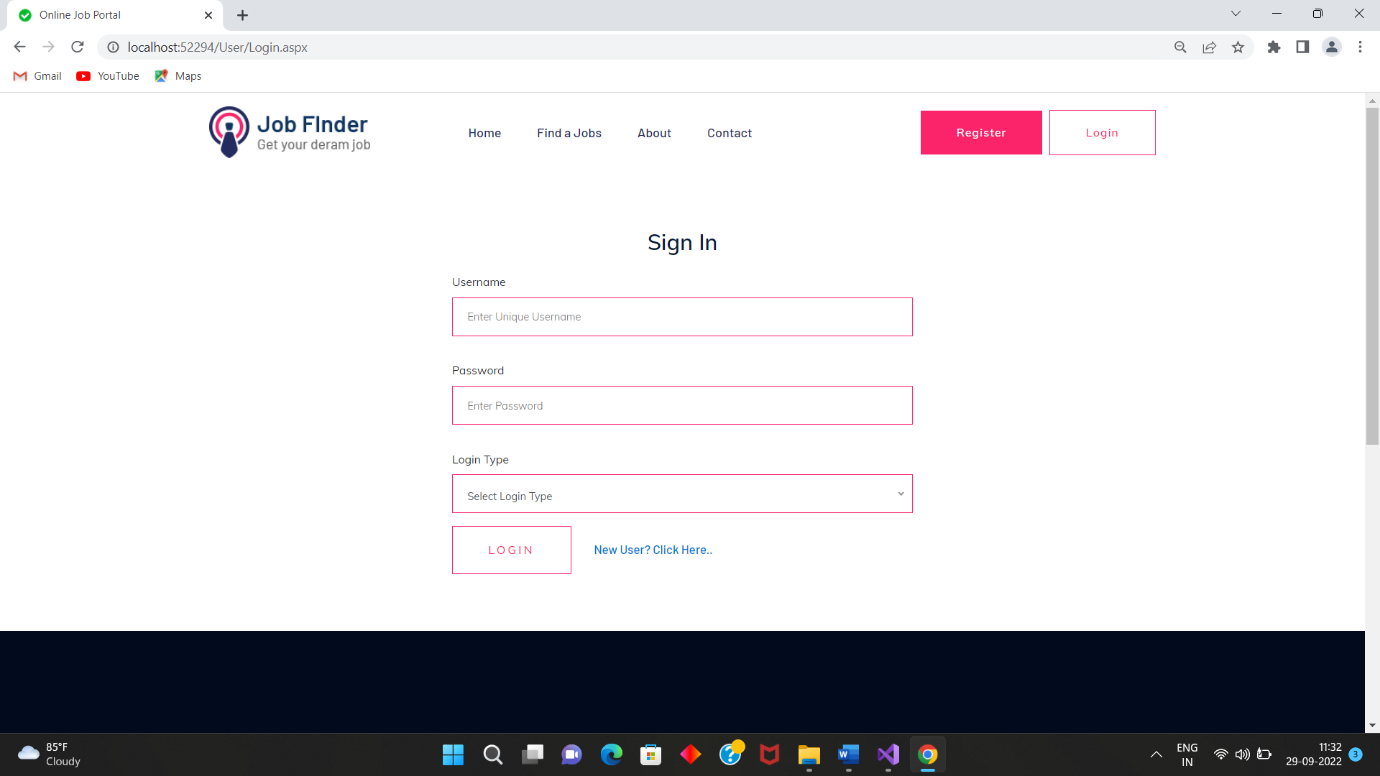 Online Job Portal
localhost:52294/User/Login.aspx
Gmail YouTube Maps
Job FInder
Get your deram job
Home Find a Jobs About Contact Register Login
Sign In
Username
Enter Unique Username
Password
Enter Password
Login Type
Select Login Type
LOGIN New User? Click Here..
85°F
Cloudy
ENG
IN
11:32
29-09-2022
3